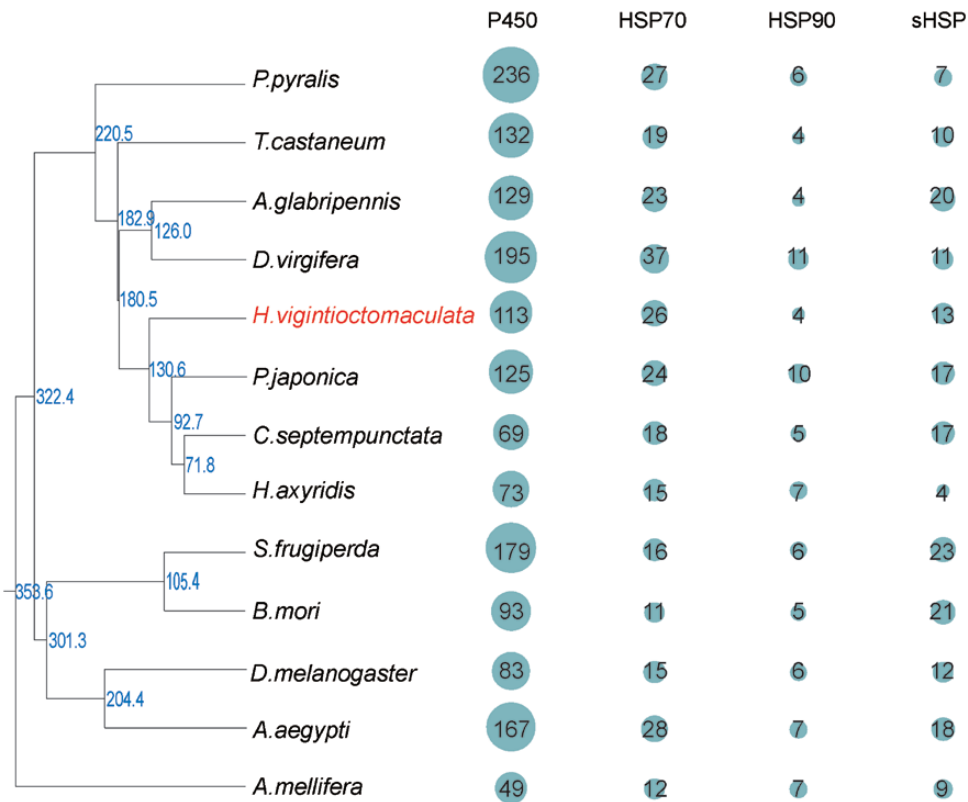 P450 HSP70 HSP90 sHSP
P.pyralis 236 27 6 7
220.5
T.castaneum 132 19 4 10
A.glabripennis 129 23 4 20
182.9 126.0
D.virgifera 195 37 11 11
180.5
H.vigintioctomaculata 113 26 4 13
130.6
P.japonica 125 24 10 17
322.4
92.7
C.septempunctata 69 18 5 17
71.8
H.axyridis 73 15 7 4
S.frugiperda 179 16 6 23
105.4
353.6
B.mori 93 11 5 21
301.3
D.melanogaster 83 15 6 12
204.4
A.aegypti 167 28 7 18
A.mellifera 49 12 7 9